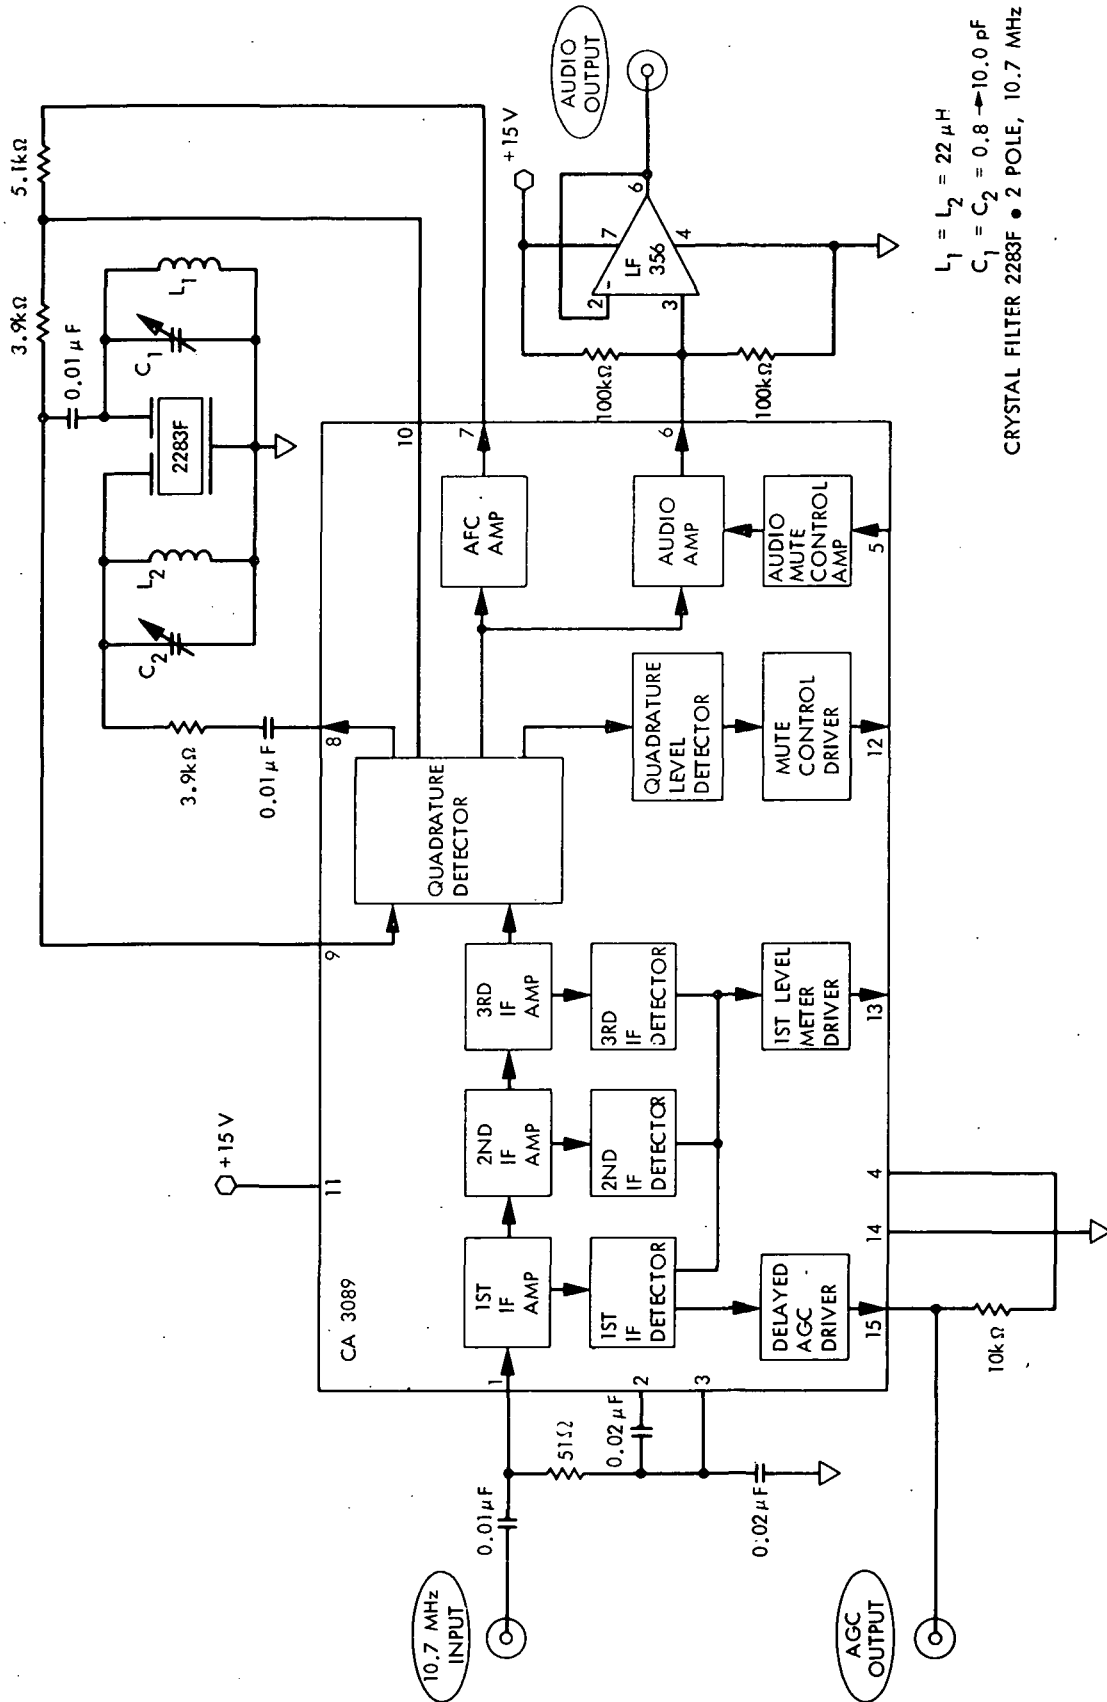 10.7 MHz
INPUT
0.01 μF
51Ω
0.02 μF
0.02 μF
AGC
OUTPUT
10kΩ
+15 V
CA 3089
1
2
3
11
9
8
10
7
6
5
12
13
4
14
15
1ST
IF
AMP
2ND
IF
AMP
3RD
IF
AMP
1ST
IF
DETECTOR
2ND
IF
DETECTOR
3RD
IF
DETECTOR
DELAYED
AGC
DRIVER
1ST LEVEL
METER
DRIVER
QUADRATURE
DETECTOR
QUADRATURE
LEVEL
DETECTOR
MUTE
CONTROL
DRIVER
AFC
AMP
AUDIO
AMP
AUDIO
MUTE
CONTROL
AMP
3.9kΩ
0.01 μF
C2
L2
2283F
C1
L1
0.01 μF
3.9kΩ
5.1kΩ
100kΩ
100kΩ
+15 V
2
-
3
LF
356
7
4
6
AUDIO
OUTPUT
L1 = L2 = 22 μH
C1 = C2 = 0.8 → 10.0 pF
CRYSTAL FILTER 2283F • 2 POLE, 10.7 MHz